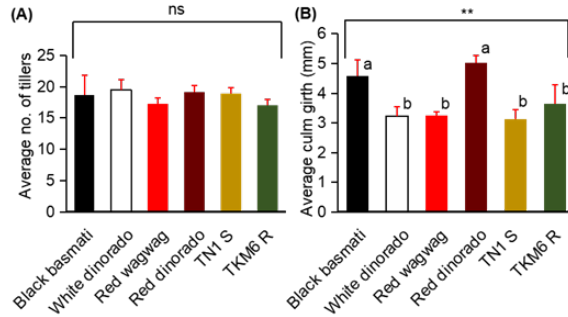 (A)
ns
Average no. of tillers
25
20
15
10
5
0
Black basmati
White dinorado
Red wagwag
Red dinorado
TN1 S
TKM6 R
(B)
**
Average culm girth (mm)
6
5
4
3
2
1
0
a
b
b
a
b
b
Black basmati
White dinorado
Red wagwag
Red dinorado
TN1 S
TKM6 R